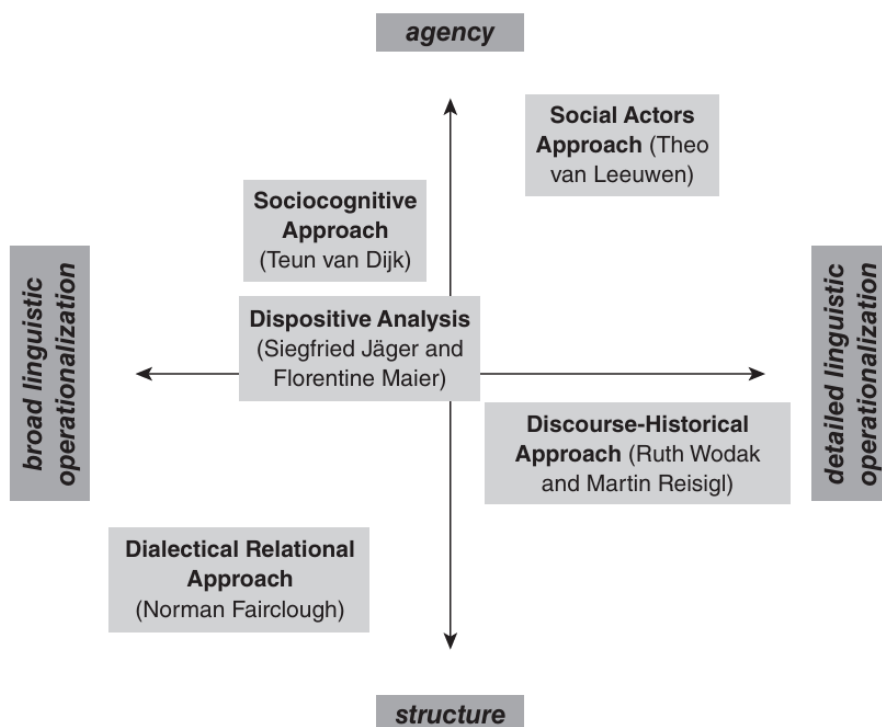 agency
Social Actors
Approach (Theo
van Leeuwen)
Sociocognitive
Approach
(Teun van Dijk)
broad linguistic
operationalization
detailed linguistic
operationalization
Dispositive Analysis
(Siegfried Jäger and
Florentine Maier)
Discourse-Historical
Approach (Ruth Wodak
and Martin Reisigl)
Dialectical Relational
Approach
(Norman Fairclough)
structure